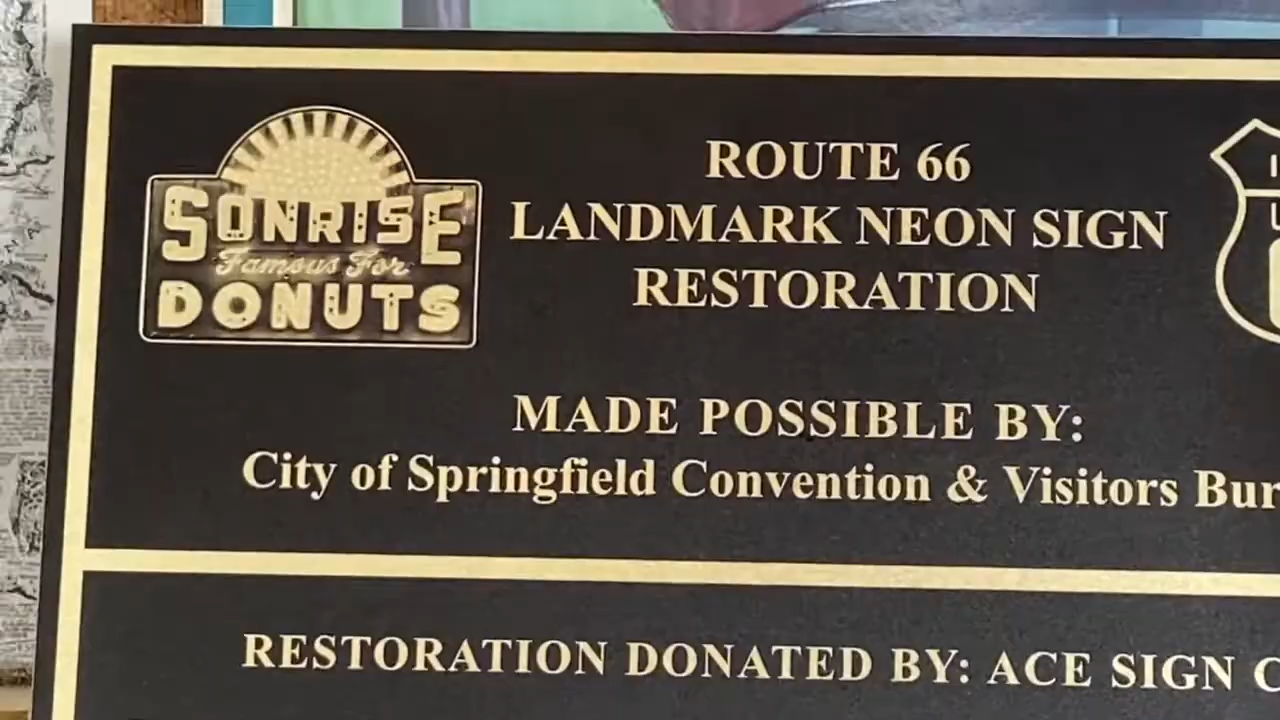 SONRISE
Famous For
DONUTS
ROUTE 66
LANDMARK NEON SIGN
RESTORATION
MADE POSSIBLE BY:
City of Springfield Convention & Visitors Bur
RESTORATION DONATED BY: ACE SIGN C